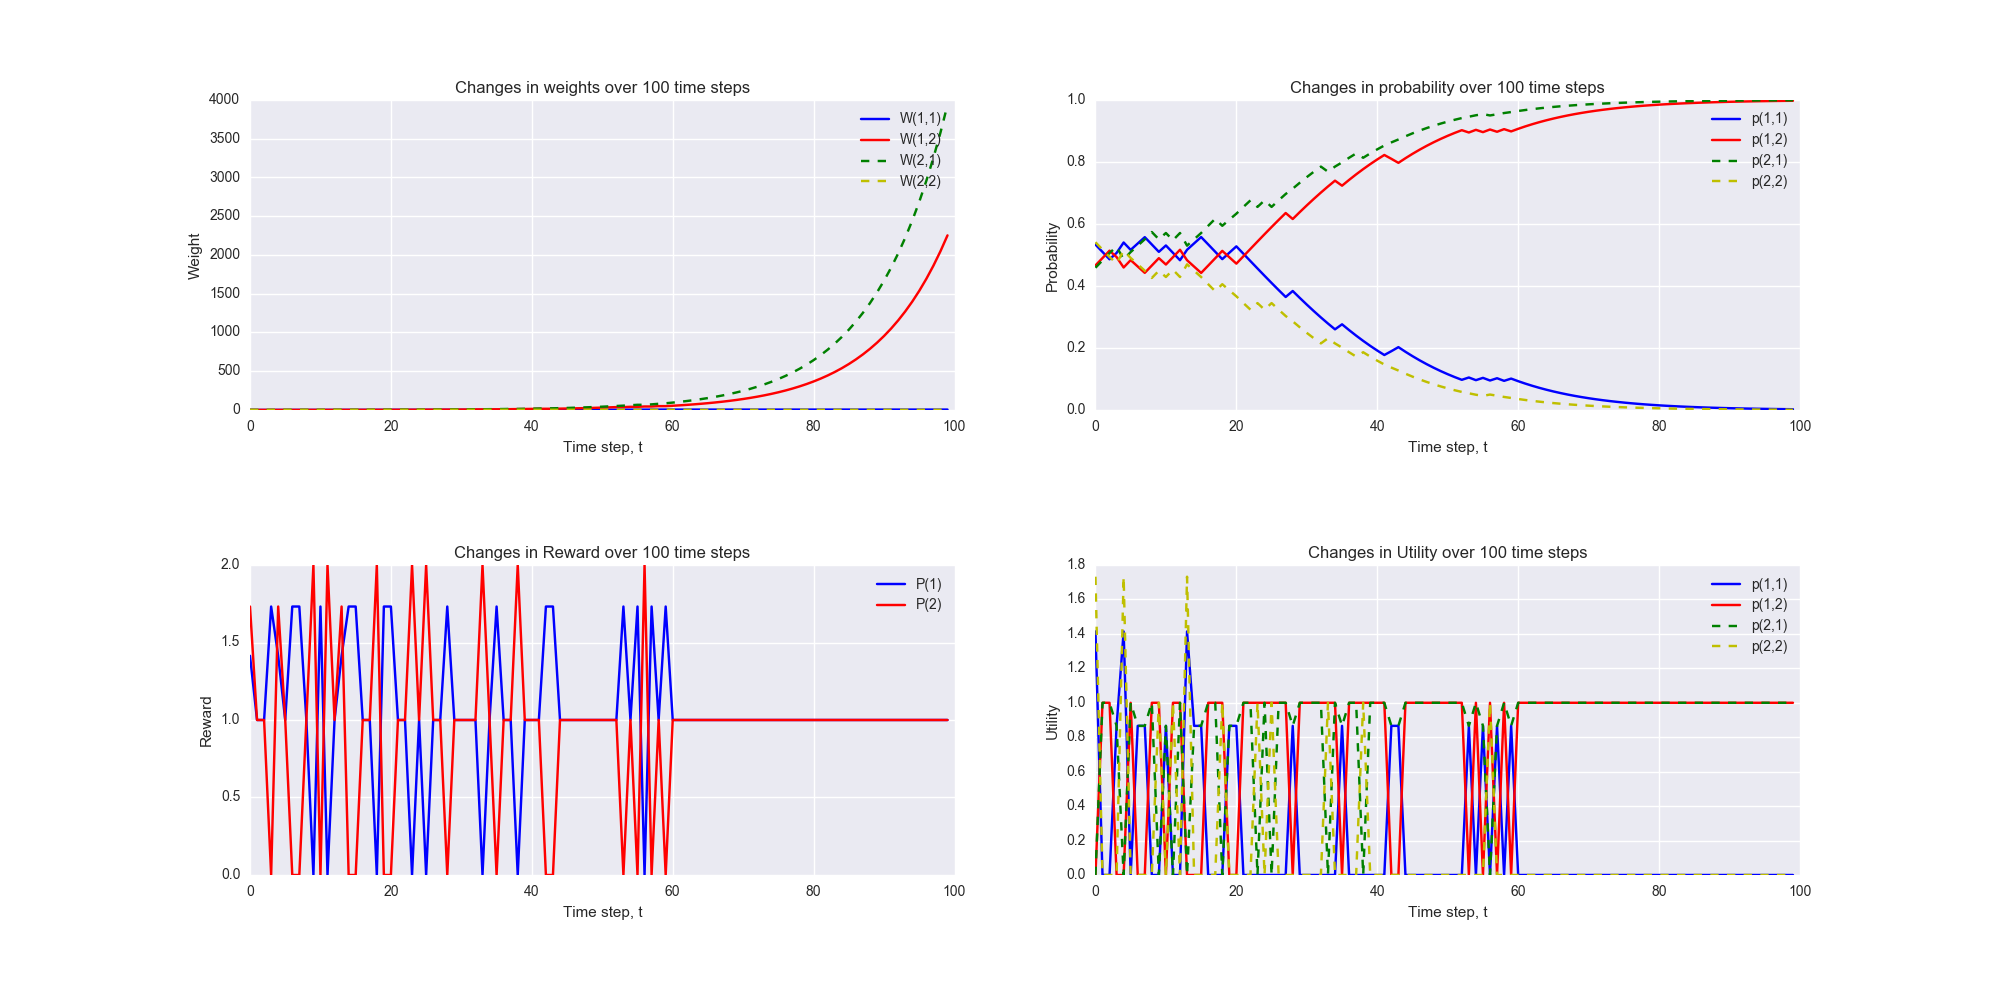 Changes in weights over 100 time steps
4000
3500
3000
2500
2000
1500
1000
500
0
Weight
0 20 40 60 80 100
Time step, t
W(1,1)
W(1,2)
W(2,1)
W(2,2)
Changes in probability over 100 time steps
1.0
0.8
0.6
0.4
0.2
0.0
Probability
0 20 40 60 80 100
Time step, t
p(1,1)
p(1,2)
p(2,1)
p(2,2)
Changes in Reward over 100 time steps
2.0
1.5
1.0
0.5
0.0
Reward
0 20 40 60 80 100
Time step, t
P(1)
P(2)
Changes in Utility over 100 time steps
1.8
1.6
1.4
1.2
1.0
0.8
0.6
0.4
0.2
0.0
Utility
0 20 40 60 80 100
Time step, t
p(1,1)
p(1,2)
p(2,1)
p(2,2)